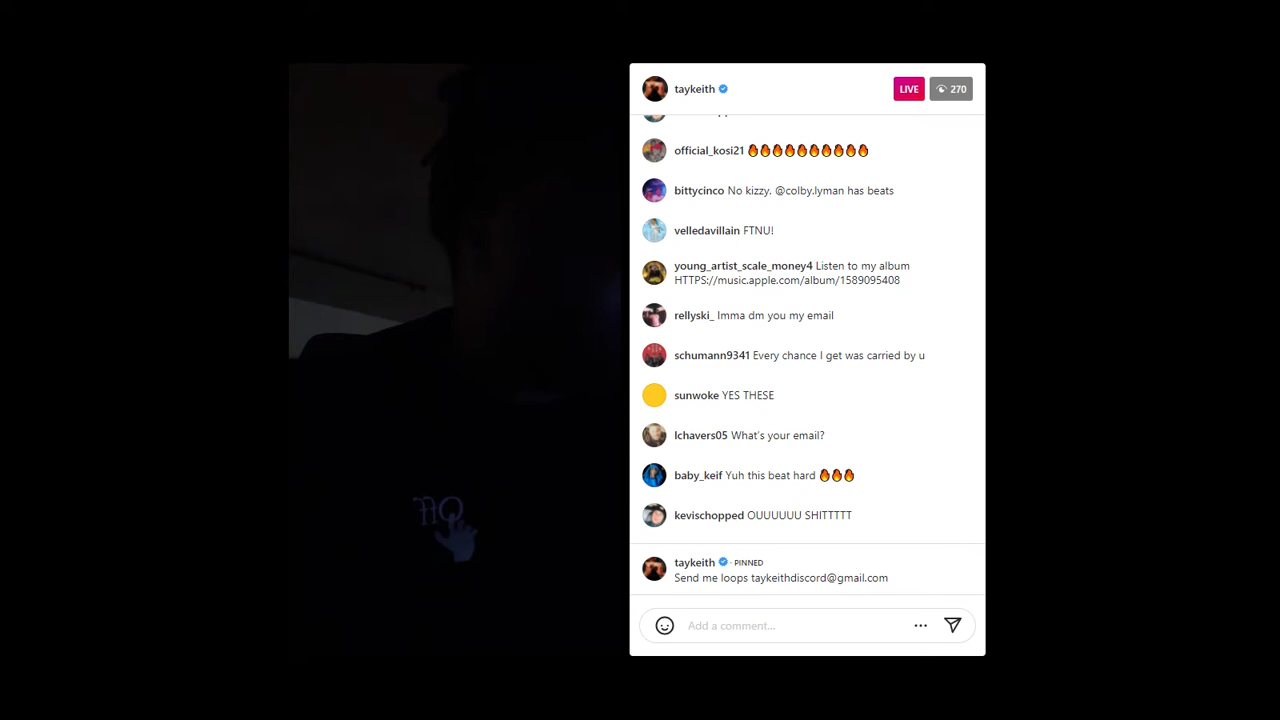 taykeith
LIVE
270
official_kosi21 🔥🔥🔥🔥🔥🔥🔥🔥🔥🔥
bittycinco No kizzy. @colby.lyman has beats
velledavillain FTNU!
young_artist_scale_money4 Listen to my album
HTTPS://music.apple.com/album/1589095408
rellyski_ Imma dm you my email
schumann9341 Every chance I get was carried by u
sunwoke YES THESE
lchavers05 What's your email?
baby_keif Yuh this beat hard 🔥🔥🔥
kevischopped OUUUUUU SHITTTTT
taykeith · PINNED
Send me loops taykeithdiscord@gmail.com
Add a comment...